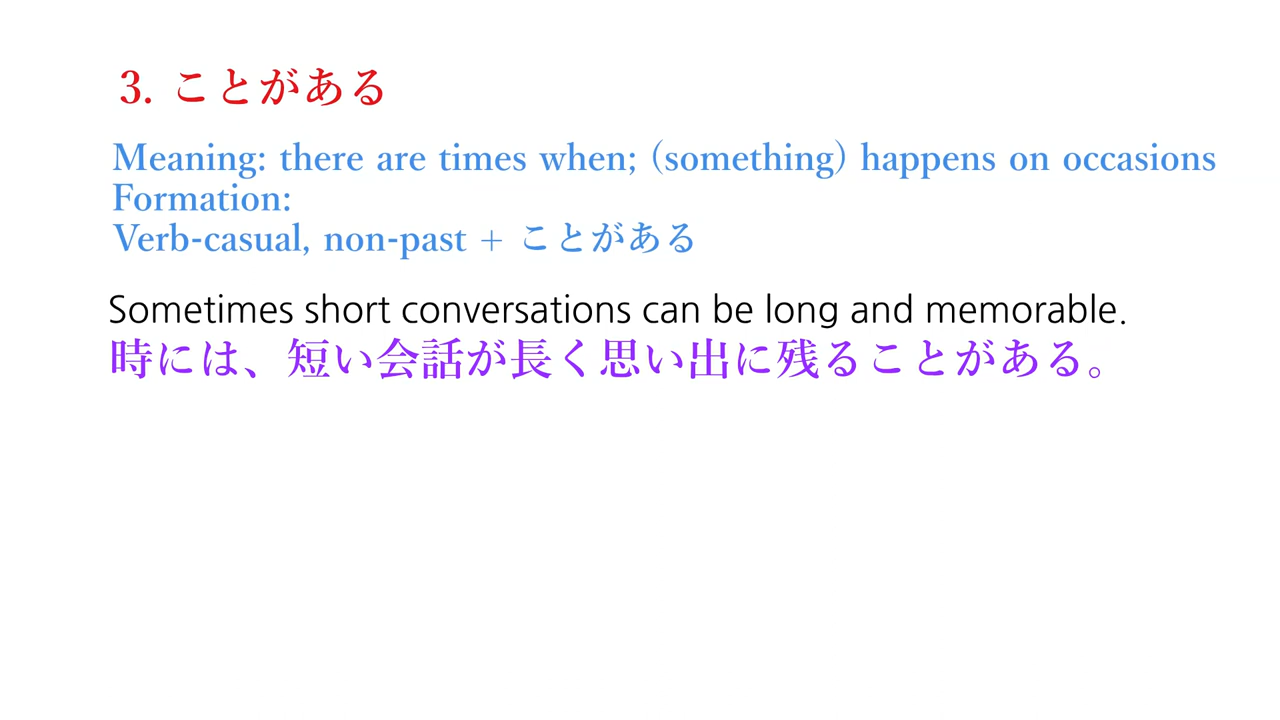 3. ことがある
Meaning: there are times when; (something) happens on occasions
Formation:
Verb-casual, non-past + ことがある
Sometimes short conversations can be long and memorable.
時には、短い会話が長く思い出に残ることがある。